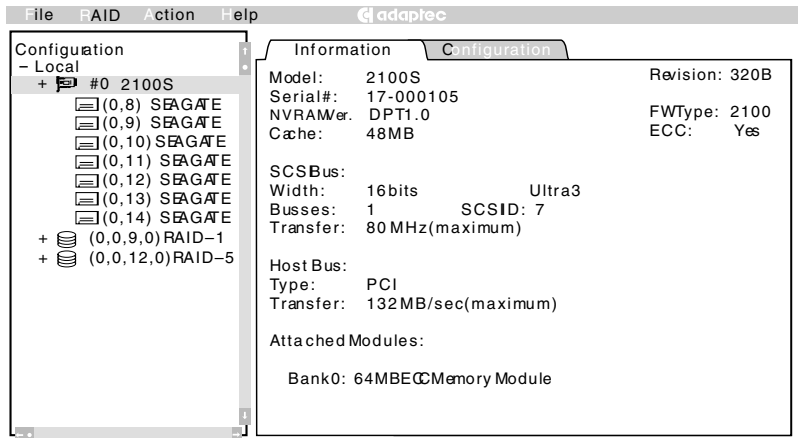 File RAID Action Help adaptec
Configuration
– Local
+ #0 2100S
(0,8) SEAGATE
(0,9) SEAGATE
(0,10) SEAGATE
(0,11) SEAGATE
(0,12) SEAGATE
(0,13) SEAGATE
(0,14) SEAGATE
+ (0,0,9,0) RAID–1
+ (0,0,12,0) RAID–5
Information Configuration
Model: 2100S Revision: 320B
Serial#: 17-000105
NVRAM Ver. DPT1.0 FW Type: 2100
Cache: 48MB ECC: Yes
SCSI Bus:
Width: 16 bits Ultra3
Busses: 1 SCSI ID: 7
Transfer: 80 MHz (maximum)
Host Bus:
Type: PCI
Transfer: 132 MB/sec (maximum)
Attached Modules:
Bank0: 64MB ECC Memory Module